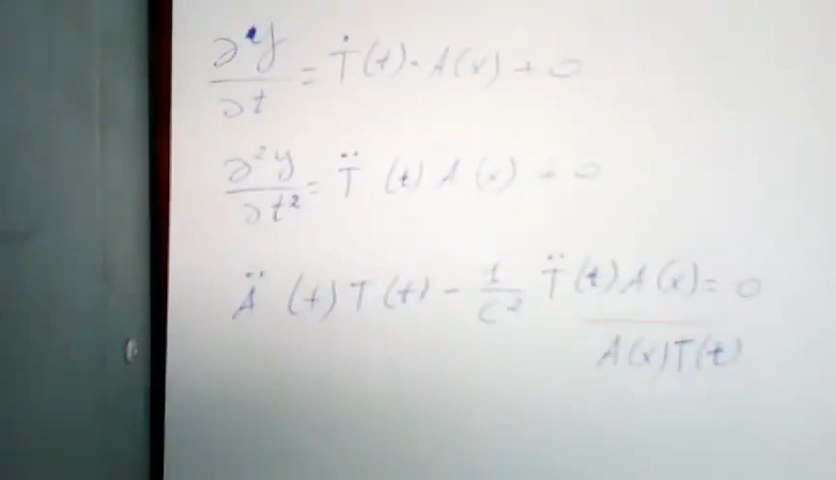 ∂y/∂t = Ṫ(t)·A(x) + 0
∂²y/∂t² = T̈ (t) A(x) + 0
Ä (t) T(t) - 1/C² T̈(t)A(x) = 0
A(x)T(t)